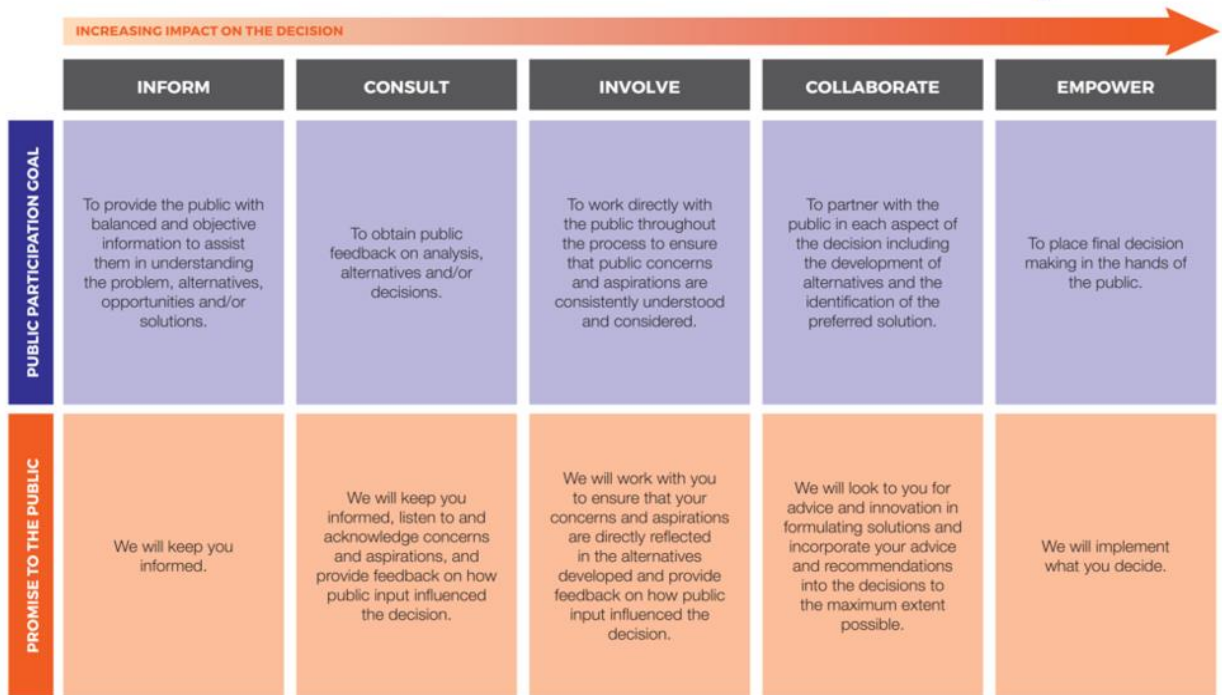 INCREASING IMPACT ON THE DECISION
INFORM
CONSULT
INVOLVE
COLLABORATE
EMPOWER
PUBLIC PARTICIPATION GOAL
To provide the public with
balanced and objective
information to assist
them in understanding
the problem, alternatives,
opportunities and/or
solutions.
To obtain public
feedback on analysis,
alternatives and/or
decisions.
To work directly with
the public throughout
the process to ensure
that public concerns
and aspirations are
consistently understood
and considered.
To partner with the
public in each aspect of
the decision including
the development of
alternatives and the
identification of the
preferred solution.
To place final decision
making in the hands of
the public.
PROMISE TO THE PUBLIC
We will keep you
informed.
We will keep you
informed, listen to and
acknowledge concerns
and aspirations, and
provide feedback on how
public input influenced
the decision.
We will work with you
to ensure that your
concerns and aspirations
are directly reflected
in the alternatives
developed and provide
feedback on how public
input influenced the
decision.
We will look to you for
advice and innovation in
formulating solutions and
incorporate your advice
and recommendations
into the decisions to
the maximum extent
possible.
We will implement
what you decide.